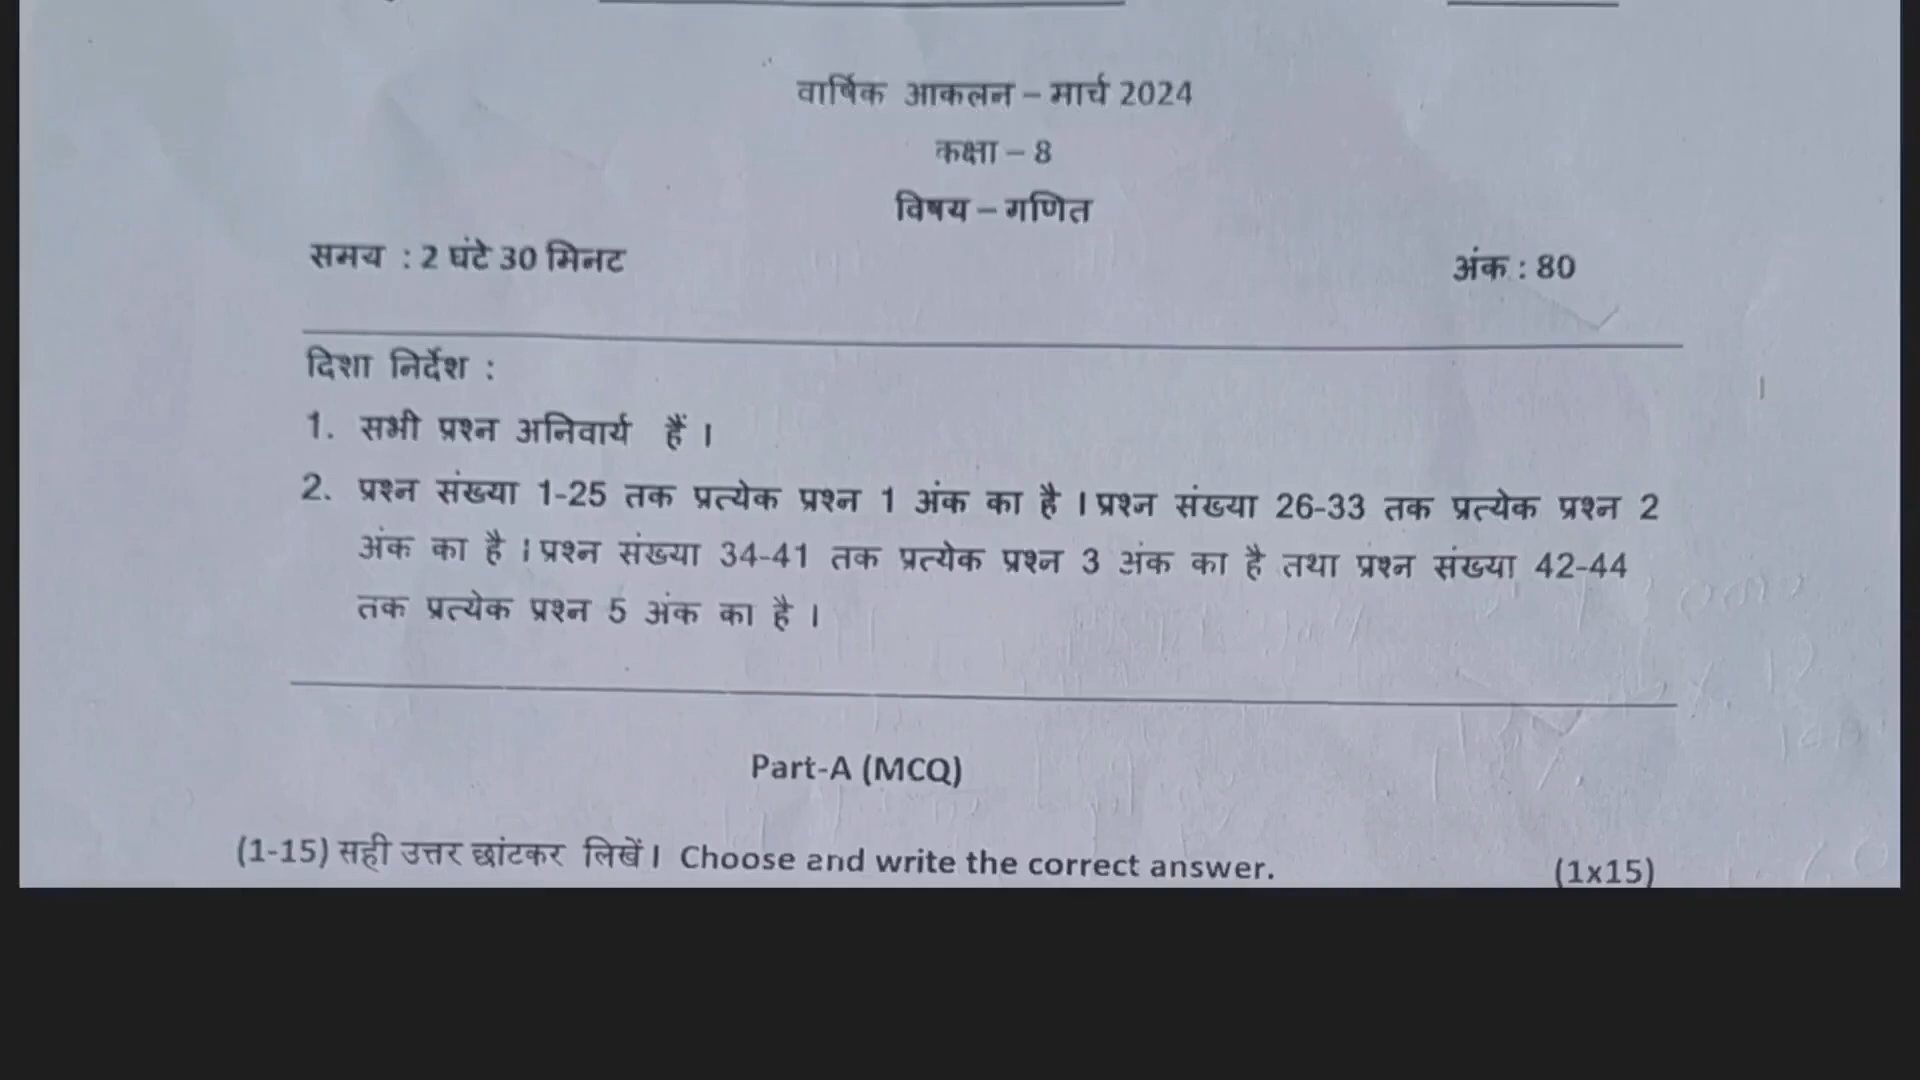 वार्षिक आकलन – मार्च 2024
कक्षा – 8
विषय – गणित
समय : 2 घंटे 30 मिनट
अंक : 80
दिशा निर्देश :
1. सभी प्रश्न अनिवार्य हैं ।
2. प्रश्न संख्या 1-25 तक प्रत्येक प्रश्न 1 अंक का है । प्रश्न संख्या 26-33 तक प्रत्येक प्रश्न 2
अंक का है । प्रश्न संख्या 34-41 तक प्रत्येक प्रश्न 3 अंक का है तथा प्रश्न संख्या 42-44
तक प्रत्येक प्रश्न 5 अंक का है ।
Part-A (MCQ)
(1-15) सही उत्तर छांटकर लिखें। Choose and write the correct answer. (1x15)